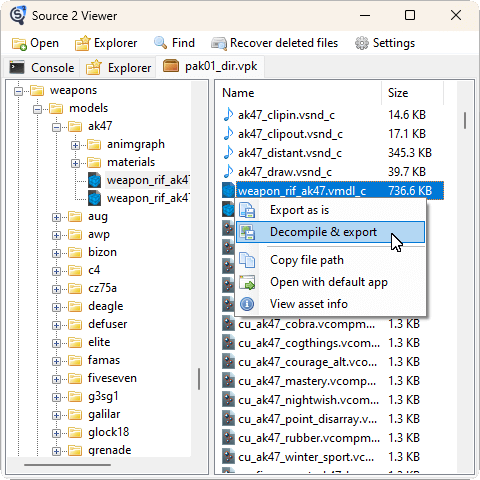 Source 2 Viewer
Open Explorer Find Recover deleted files Settings
Console Explorer pak01_dir.vpk
weapons
models
ak47
animgraph
materials
weapon_rif_ak47
weapon_rif_ak47
aug
awp
bizon
c4
cz75a
deagle
defuser
elite
famas
fiveseven
g3sg1
galilar
glock18
grenade
Name Size
ak47_clipin.vsnd_c 14.6 KB
ak47_clipout.vsnd_c 17.1 KB
ak47_distant.vsnd_c 345.3 KB
ak47_draw.vsnd_c 39.7 KB
weapon_rif_ak47.vmdl_c 736.6 KB
Export as is
Decompile & export
Copy file path
Open with default app
View asset info
cu_ak47_cobra.vcompm... 1.3 KB
cu_ak47_cogthings.vcom... 1.3 KB
cu_ak47_courage_alt.vc... 1.3 KB
cu_ak47_mastery.vcomp... 1.3 KB
cu_ak47_nightwish.vcom... 1.3 KB
cu_ak47_point_disarray.v... 1.3 KB
cu_ak47_rubber.vcompm... 1.3 KB
cu_ak47_winter_sport.vc... 1.3 KB